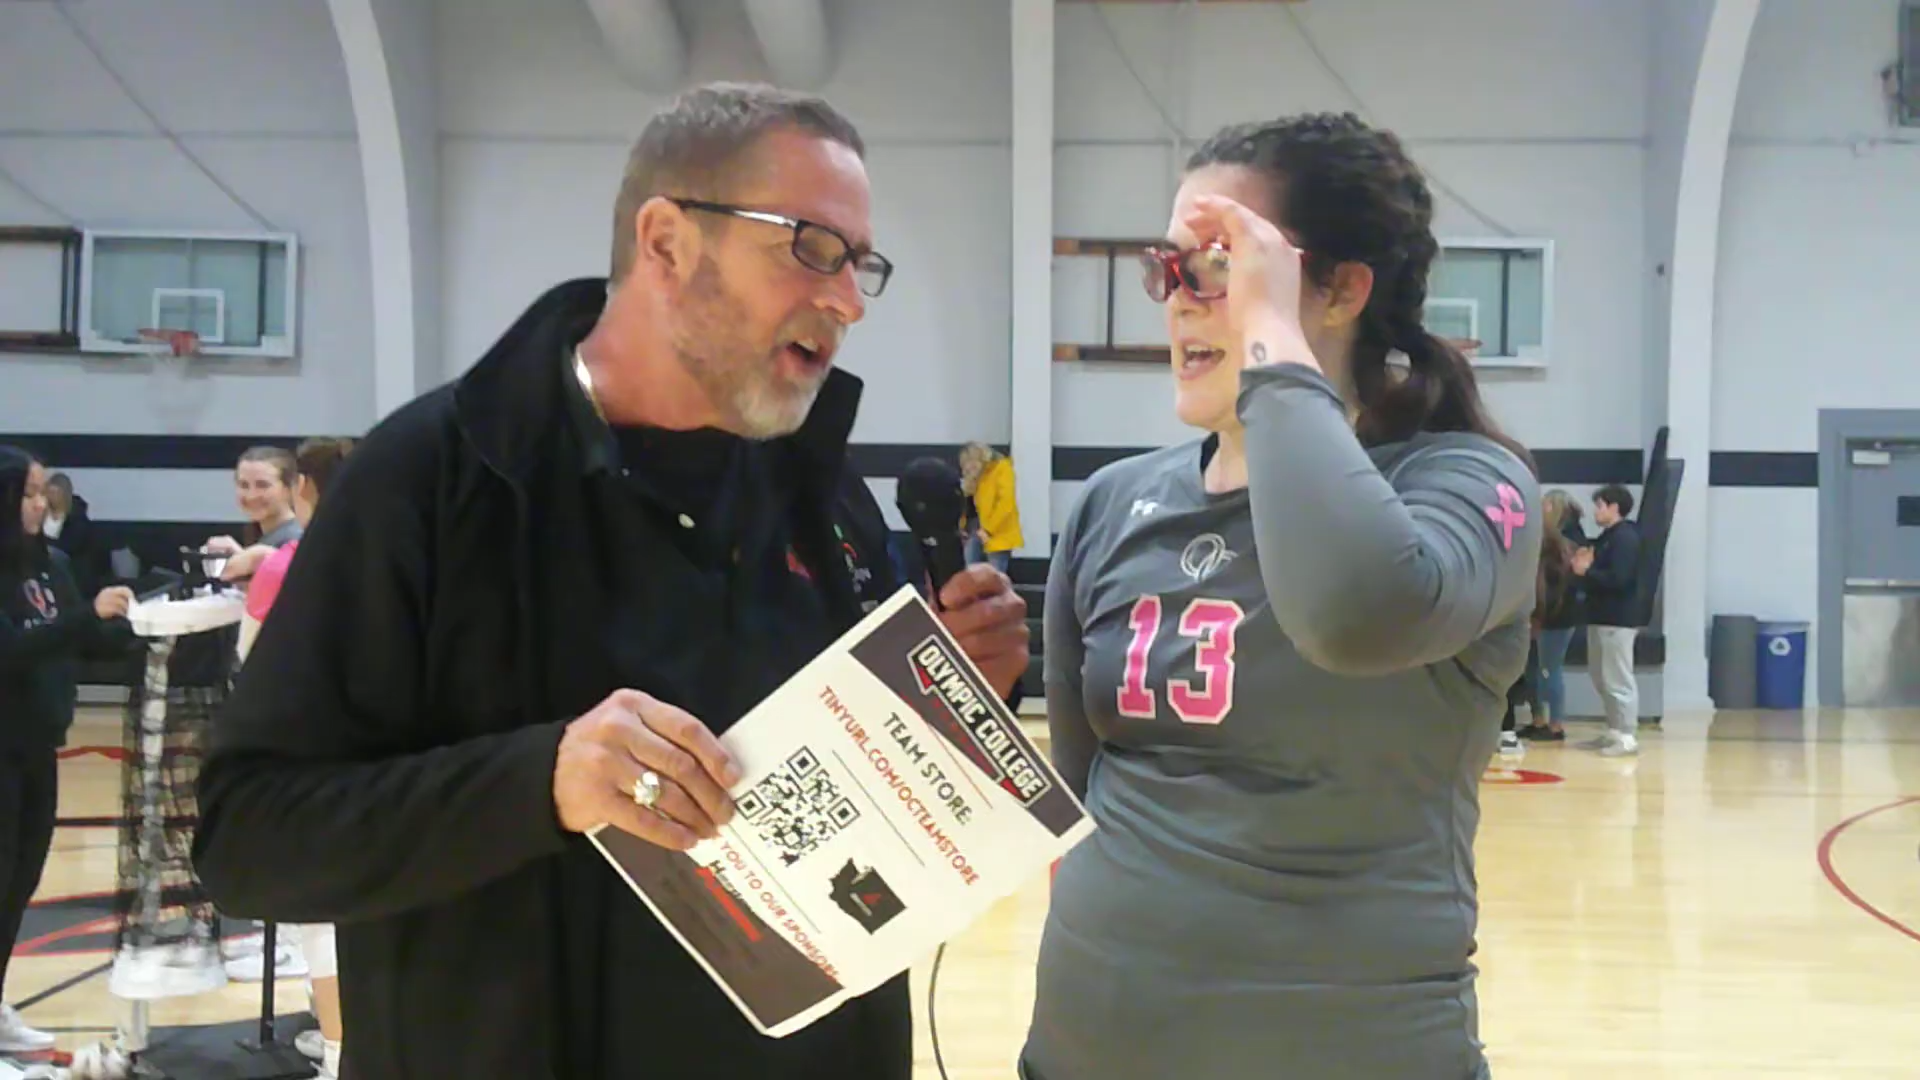 OLYMPIC COLLEGE
TEAM STORE:
TINYURL.COM/OCTEAMSTORE
YOU TO OUR SPONSORS
13